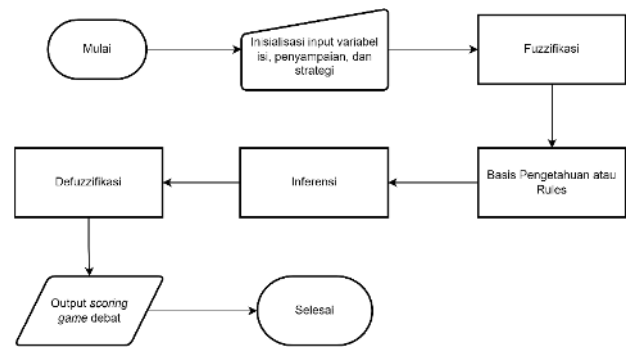 Mulai
Inisialisasi input variabel
isi, penyampaian, dan
strategi
Fuzzifikasi
Basis Pengetahuan atau
Rules
Inferensi
Defuzzifikasi
Output scoring
game debat
Selesai